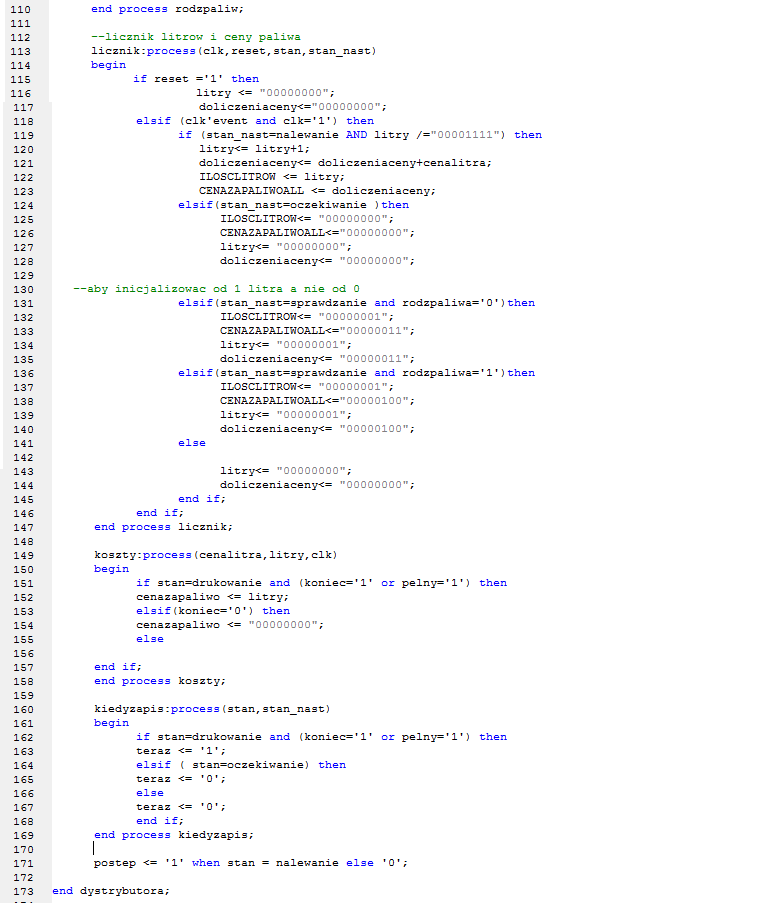 110 end process rodzpaliw;
111
112 --licznik litrow i ceny paliwa
113 licznik:process(clk,reset,stan,stan_nast)
114 begin
115 if reset ='1' then
116 litry <= "00000000";
117 doliczeniaceny<="00000000";
118 elsif (clk'event and clk='1') then
119 if (stan_nast=nalewanie AND litry /="00001111") then
120 litry<= litry+1;
121 doliczeniaceny<= doliczeniaceny+cenalitra;
122 ILOSCLITROW <= litry;
123 CENAZAPALIWOALL <= doliczeniaceny;
124 elsif(stan_nast=oczekiwanie )then
125 ILOSCLITROW<= "00000000";
126 CENAZAPALIWOALL<="00000000";
127 litry<= "00000000";
128 doliczeniaceny<= "00000000";
129
130 --aby inicjalizowac od 1 litra a nie od 0
131 elsif(stan_nast=sprawdzanie and rodzpaliwa='0')then
132 ILOSCLITROW<= "00000001";
133 CENAZAPALIWOALL<="00000011";
134 litry<= "00000001";
135 doliczeniaceny<= "00000011";
136 elsif(stan_nast=sprawdzanie and rodzpaliwa='1')then
137 ILOSCLITROW<= "00000001";
138 CENAZAPALIWOALL<="00000100";
139 litry<= "00000001";
140 doliczeniaceny<= "00000100";
141 else
142
143 litry<= "00000000";
144 doliczeniaceny<= "00000000";
145 end if;
146 end if;
147 end process licznik;
148
149 koszty:process(cenalitra,litry,clk)
150 begin
151 if stan=drukowanie and (koniec='1' or pelny='1') then
152 cenazapaliwo <= litry;
153 elsif(koniec='0') then
154 cenazapaliwo <= "00000000";
155 else
156
157 end if;
158 end process koszty;
159
160 kiedyzapis:process(stan,stan_nast)
161 begin
162 if stan=drukowanie and (koniec='1' or pelny='1') then
163 teraz <= '1';
164 elsif ( stan=oczekiwanie) then
165 teraz <= '0';
166 else
167 teraz <= '0';
168 end if;
169 end process kiedyzapis;
170
171 postep <= '1' when stan = nalewanie else '0';
172
173 end dystrybutora;